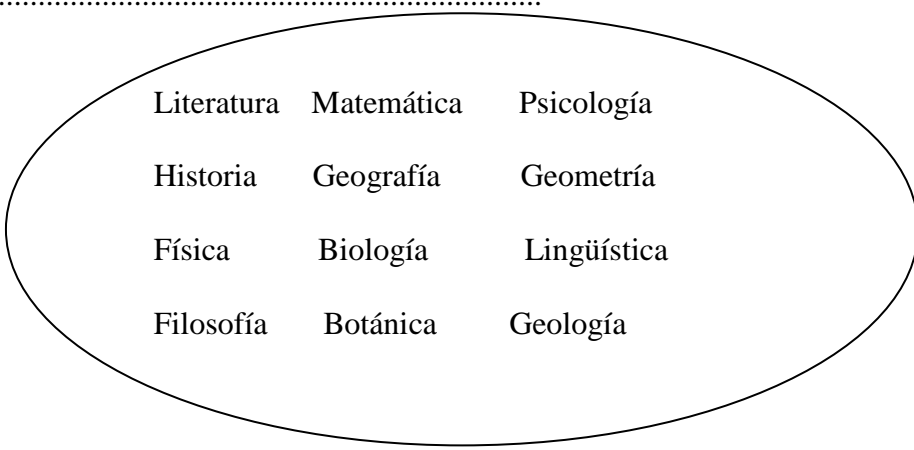 ......................................................................
Literatura Matemática Psicología
Historia Geografía Geometría
Física Biología Lingüística
Filosofía Botánica Geología